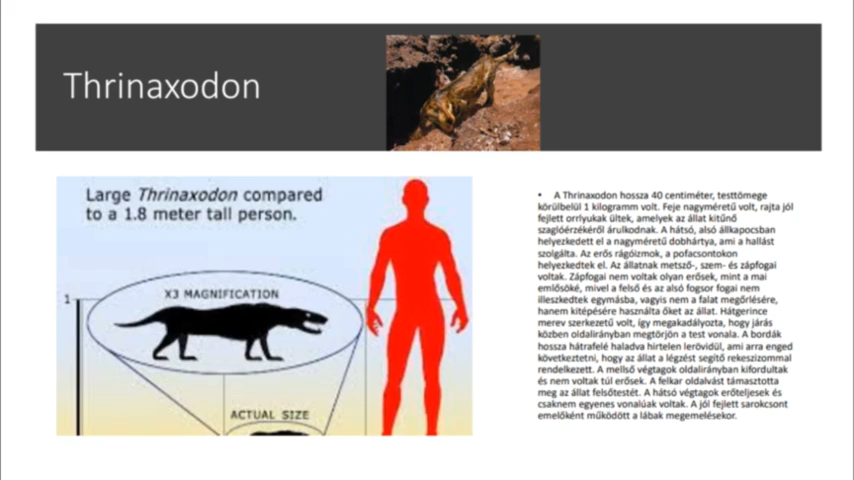 Thrinaxodon
Large Thrinaxodon compared
to a 1.8 meter tall person.
1
X3 MAGNIFICATION
ACTUAL SIZE
• A Thrinaxodon hossza 40 centiméter, testtömege
körülbelül 1 kilogramm volt. Feje nagyméretű volt, rajta jól
fejlett orrlyukak ültek, amelyek az állat kitűnő
szaglóérzékéről árulkodnak. A hátsó, alsó állkapocsban
helyezkedett el a nagyméretű dobhártya, ami a hallást
szolgálta. Az erős rágóizmok, a pofacsontokon
helyezkedtek el. Az állatnak metsző-, szem- és zápfogai
voltak. Zápfogai nem voltak olyan erősek, mint a mai
emlősöké, mivel a felső és az alsó fogsor fogai nem
illeszkedtek egymásba, vagyis nem a falat megőrlésére,
hanem kitépésére használta őket az állat. Hátgerince
merev szerkezetű volt, így megakadályozta, hogy járás
közben oldalirányban megtörjön a test vonala. A bordák
hossza hátrafelé haladva hirtelen lerövidül, ami arra enged
következtetni, hogy az állat a légzést segítő rekeszizommal
rendelkezett. A mellső végtagok oldalirányban kifordultak
és nem voltak túl erősek. A felkar oldalvást támasztotta
meg az állat felsőtestét. A hátsó végtagok erőteljesek és
csaknem egyenes vonalúak voltak. A jól fejlett sarokcsont
emelőként működött a lábak megemelésekor.